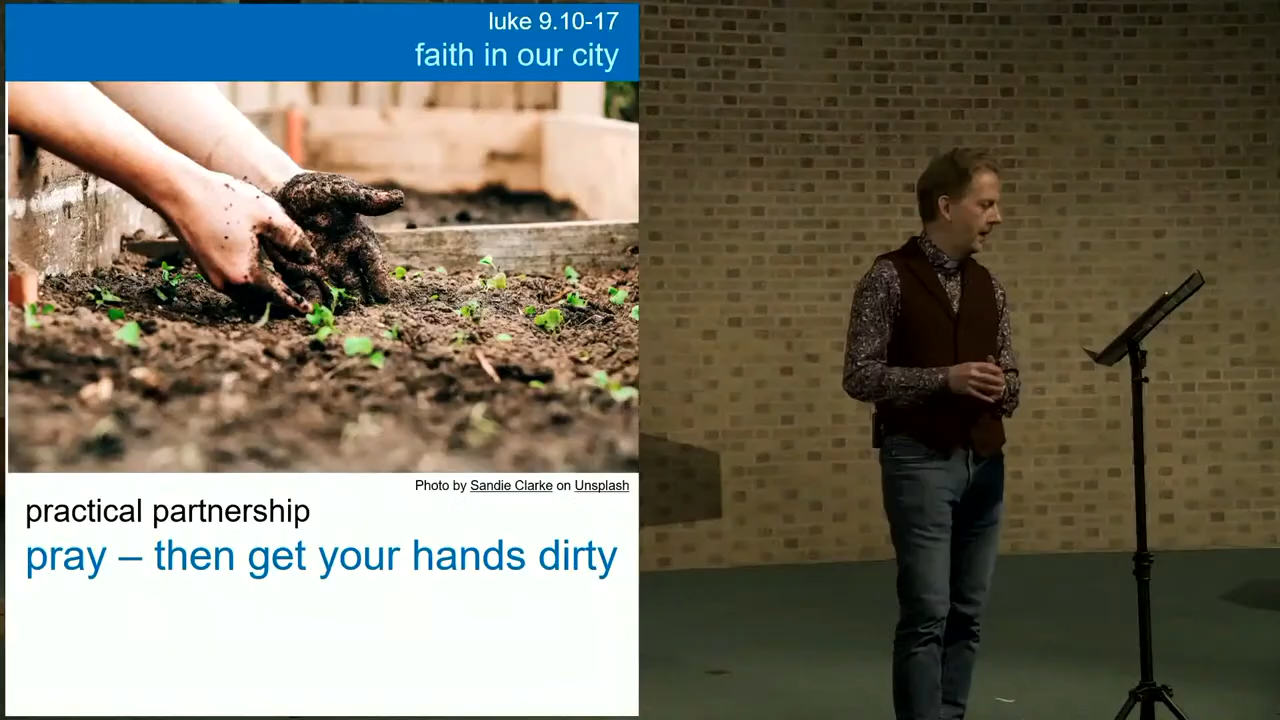 luke 9.10-17
faith in our city
Photo by Sandie Clarke on Unsplash
practical partnership
pray – then get your hands dirty